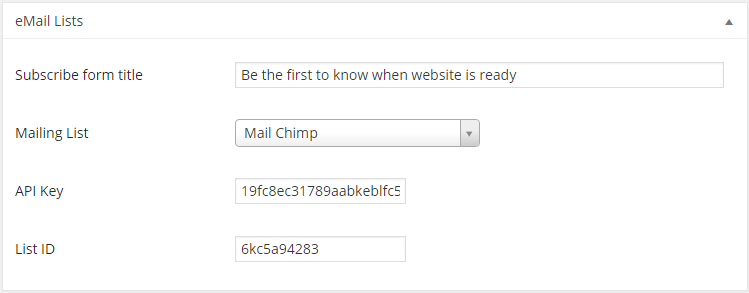 eMail Lists
Subscribe form title Be the first to know when website is ready
Mailing List Mail Chimp
API Key 19fc8ec31789aabkeblfc5
List ID 6kc5a94283